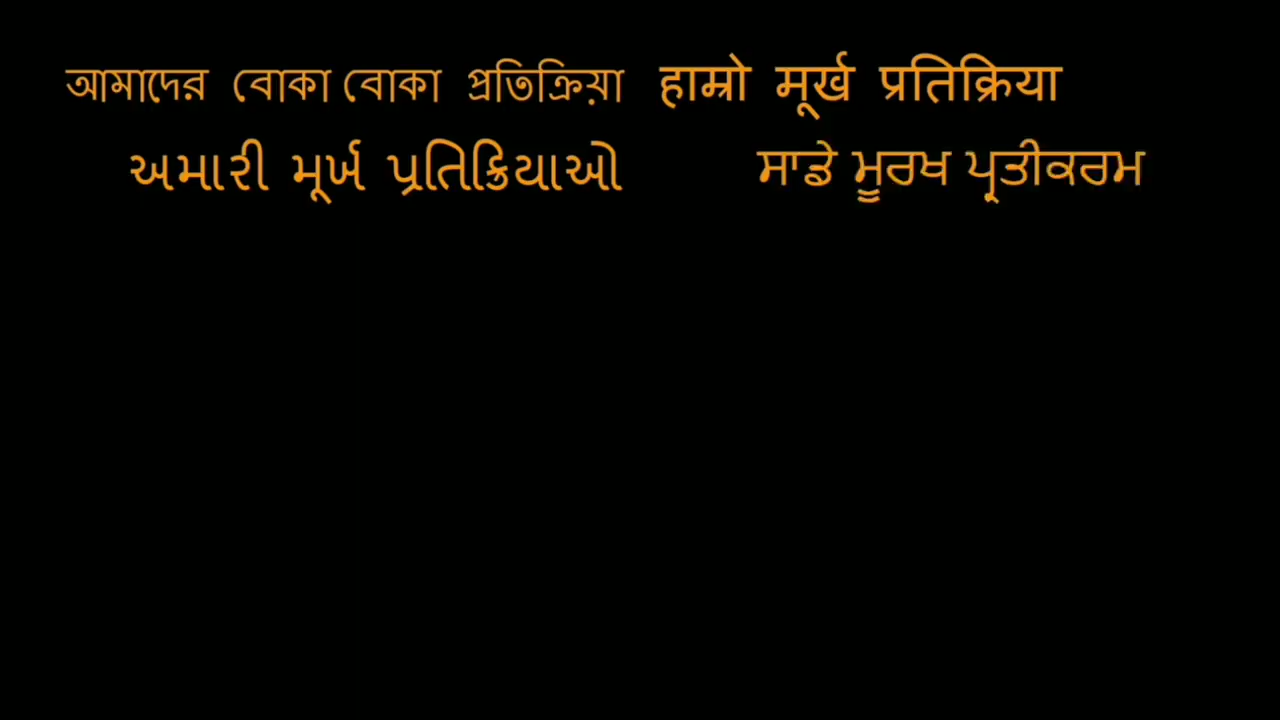 আমাদের বোকা বোকা প্রতিক্রিয়া हाम्रो मूर्ख प्रतिक्रिया
અમારી મૂર્ખ પ્રતિક્રિયાઓ ਸਾਡੇ ਮੂਰਖ ਪ੍ਰਤੀਕਰਮ